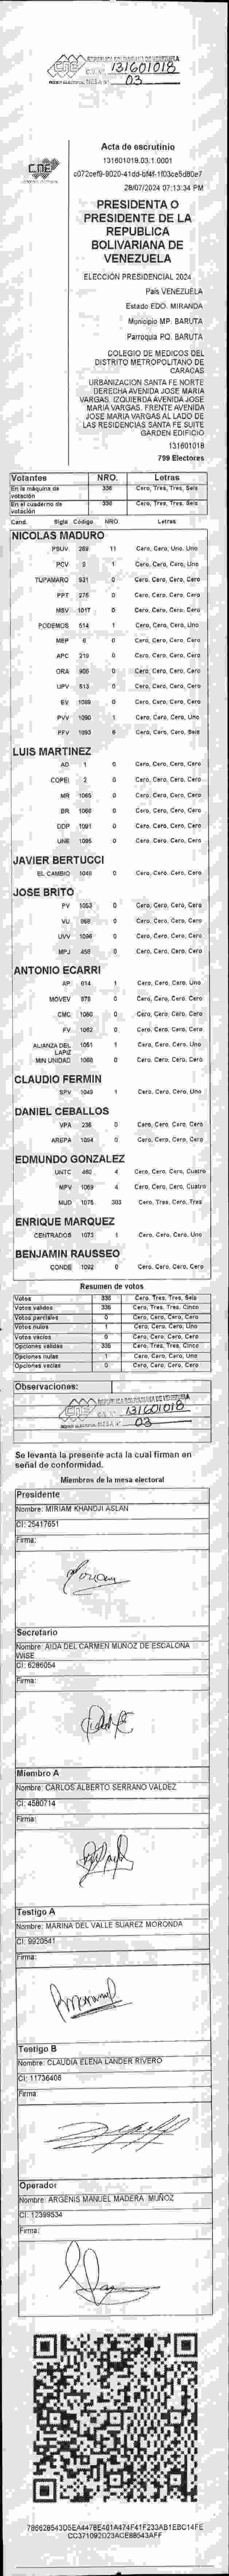 REPUBLICA BOLIVARIANA DE VENEZUELA
C.V. Nº 131601018
PODER ELECTORAL MESA Nº 03
CNE
Acta de escrutinio
131601018.03.1.0001
28/07/2024 07:13:34 PM
PRESIDENTA O
PRESIDENTE DE LA
REPUBLICA
BOLIVARIANA DE
VENEZUELA
ELECCIÓN PRESIDENCIAL 2024
País VENEZUELA
Estado EDO. MIRANDA
Municipio MP. BARUTA
Parroquia PQ. BARUTA
COLEGIO DE MEDICOS DEL
DISTRITO METROPOLITANO DE
CARACAS
URBANIZACION SANTA FE NORTE
DERECHA AVENIDA JOSE MARIA
VARGAS. IZQUIERDA AVENIDA JOSE
MARIA VARGAS. FRENTE AVENIDA
JOSE MARIA VARGAS AL LADO DE
LAS RESIDENCIAS SANTA FE SUITE
GARDEN EDIFICIO
131601018
799 Electores
Votantes NRO. Letras
En la máquina de votación 336 Cero, Tres, Tres, Seis
En el cuaderno de votación 336 Cero, Tres, Tres, Seis
Cand. Sigla Código NRO. Letras
NICOLAS MADURO
PSUV 11 Cero, Cero, Uno, Uno
PCV 9 1 Cero, Cero, Cero, Uno
TUPAMARO 931 0 Cero, Cero, Cero, Cero
PPT 275 0 Cero, Cero, Cero, Cero
MSV 1017 0 Cero, Cero, Cero, Cero
PODEMOS 514 1 Cero, Cero, Cero, Uno
MEP 6 0 Cero, Cero, Cero, Cero
APC 219 0 Cero, Cero, Cero, Cero
ORA 905 0 Cero, Cero, Cero, Cero
UPV 513 0 Cero, Cero, Cero, Cero
EV 1089 0 Cero, Cero, Cero, Cero
PVV 1090 1 Cero, Cero, Cero, Uno
PFV 1093 6 Cero, Cero, Cero, Seis
LUIS MARTINEZ
AD 1 0 Cero, Cero, Cero, Cero
COPEI 2 0 Cero, Cero, Cero, Cero
MR 1065 0 Cero, Cero, Cero, Cero
BR 1066 0 Cero, Cero, Cero, Cero
DDP 1091 0 Cero, Cero, Cero, Cero
UNE 1095 0 Cero, Cero, Cero, Cero
JAVIER BERTUCCI
EL CAMBIO 1048 0 Cero, Cero, Cero, Cero
JOSE BRITO
PV 1053 0 Cero, Cero, Cero, Cero
VU 868 0 Cero, Cero, Cero, Cero
UVV 1096 0 Cero, Cero, Cero, Cero
MPJ 458 0 Cero, Cero, Cero, Cero
ANTONIO ECARRI
AP 614 1 Cero, Cero, Cero, Uno
MOVEV 979 0 Cero, Cero, Cero, Cero
CMC 1060 0 Cero, Cero, Cero, Cero
FV 1062 0 Cero, Cero, Cero, Cero
ALIANZA DEL LAPIZ 1051 1 Cero, Cero, Cero, Uno
MIN UNIDAD 1068 0 Cero, Cero, Cero, Cero
CLAUDIO FERMIN
SPV 1049 1 Cero, Cero, Cero, Uno
DANIEL CEBALLOS
VPA 236 0 Cero, Cero, Cero, Cero
AREPA 1094 0 Cero, Cero, Cero, Cero
EDMUNDO GONZALEZ
UNTC 460 4 Cero, Cero, Cero, Cuatro
MPV 1069 4 Cero, Cero, Cero, Cuatro
MUD 1075 303 Cero, Tres, Cero, Tres
ENRIQUE MARQUEZ
CENTRADOS 1073 1 Cero, Cero, Cero, Uno
BENJAMIN RAUSSEO
CONDE 1092 0 Cero, Cero, Cero, Cero
Resumen de votos
Votos 336 Cero, Tres, Tres, Seis
Votos válidos 335 Cero, Tres, Tres, Cinco
Votos parciales 0 Cero, Cero, Cero, Cero
Votos nulos 1 Cero, Cero, Cero, Uno
Votos vacíos 0 Cero, Cero, Cero, Cero
Opciones válidas 335 Cero, Tres, Tres, Cinco
Opciones nulas 1 Cero, Cero, Cero, Uno
Opciones vacías 0 Cero, Cero, Cero, Cero
Observaciones:
REPUBLICA BOLIVARIANA DE VENEZUELA
131601018
PODER ELECTORAL MESA Nº 03
Se levanta la presente acta la cual firman en
señal de conformidad.
Miembros de la mesa electoral
Presidente
Nombre: MIRIAM KHANDJI ASLAN
CI: 25417651
Firma:
Secretario
Nombre: AIDA DEL CARMEN MUÑOZ DE ESCALONA
WISE
CI: 6286054
Firma:
Miembro A
Nombre: CARLOS ALBERTO SERRANO VALDEZ
CI: 4580714
Firma:
Testigo A
Nombre: MARINA DEL VALLE SUAREZ MORONDA
CI: 9920541
Firma:
Testigo B
Nombre: CLAUDIA ELENA LANDER RIVERO
CI: 11736406
Firma:
Operador
Nombre: ARGENIS MANUEL MADERA MUÑOZ
CI: 12399534
Firma: